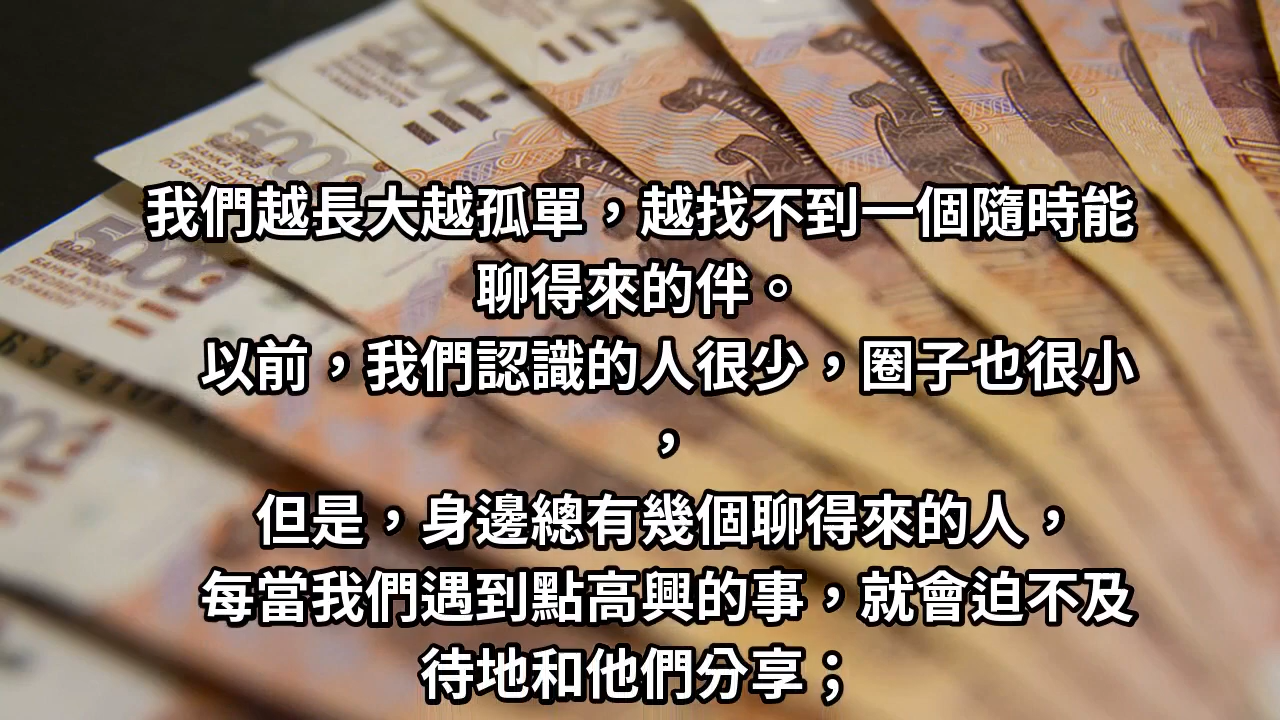 我們越長大越孤單，越找不到一個隨時能
聊得來的伴。
以前，我們認識的人很少，圈子也很小
，
但是，身邊總有幾個聊得來的人，
每當我們遇到點高興的事，就會迫不及
待地和他們分享；
5000
5000
5000